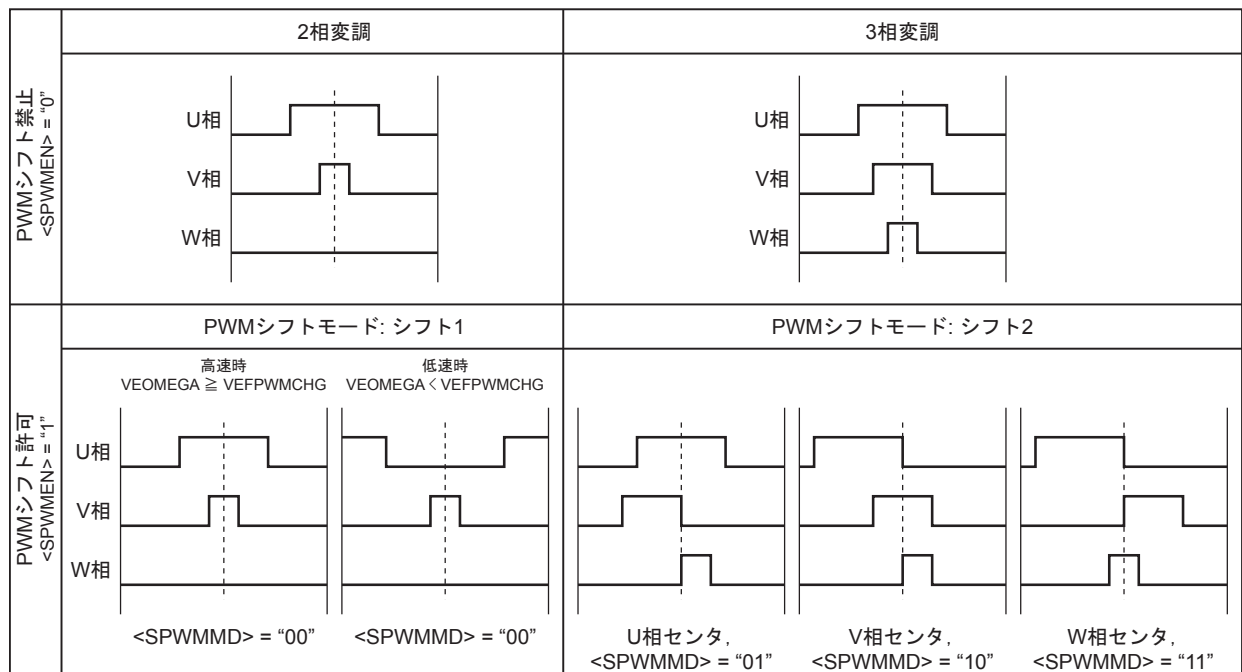 2相変調
3相変調
PWMシフト禁止
<SPWMEN> = “0”
U相
V相
W相
U相
V相
W相
PWMシフト許可
<SPWMEN> = “1”
PWMシフトモード: シフト1
PWMシフトモード: シフト2
高速時
VEOMEGA ≧ VEFPWMCHG
低速時
VEOMEGA < VEFPWMCHG
U相
V相
W相
<SPWMMD> = “00”
<SPWMMD> = “00”
U相センタ,
<SPWMMD> = “01”
V相センタ,
<SPWMMD> = “10”
W相センタ,
<SPWMMD> = “11”